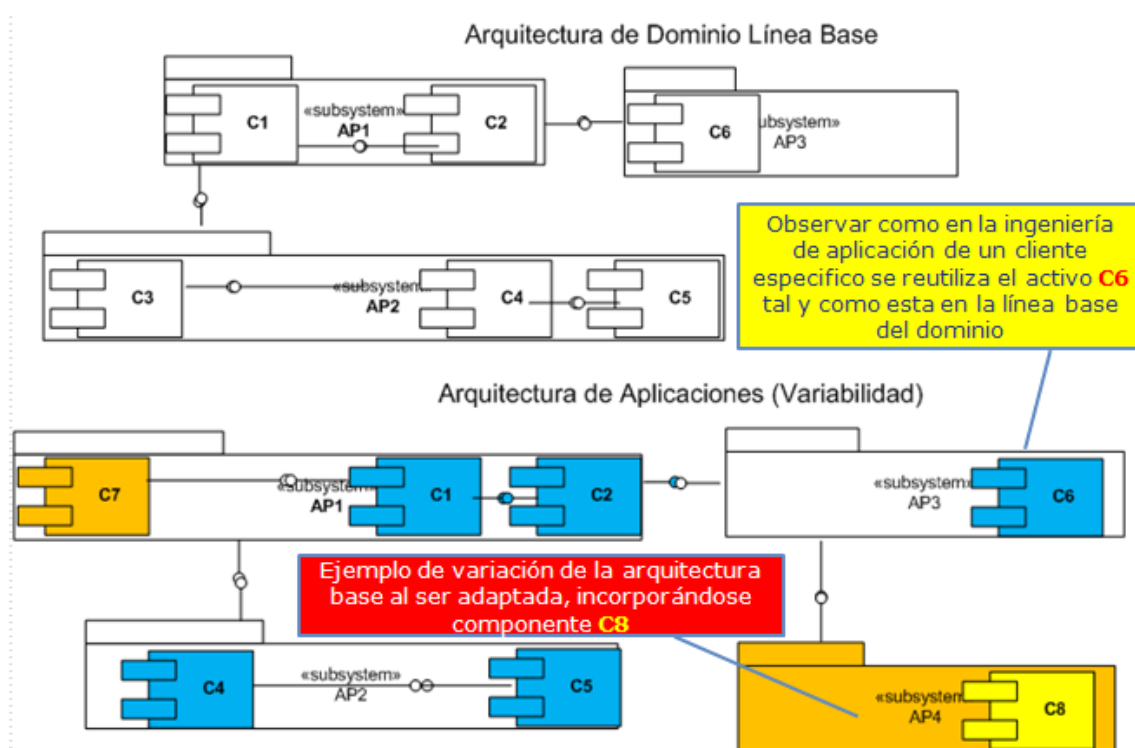 Arquitectura de Dominio Línea Base
C1
«subsystem»
AP1
C2
C6
ubsystem»
AP3
C3
«subsystem»
AP2
C4
C5
Observar como en la ingeniería
de aplicación de un cliente
especifico se reutiliza el activo C6
tal y como esta en la línea base
del dominio
Arquitectura de Aplicaciones (Variabilidad)
C7
«subsystem»
AP1
C1
C2
«subsystem»
AP3
C6
Ejemplo de variación de la arquitectura
base al ser adaptada, incorporándose
componente C8
C4
«subsystem»
AP2
C5
«subsystem»
AP4
C8